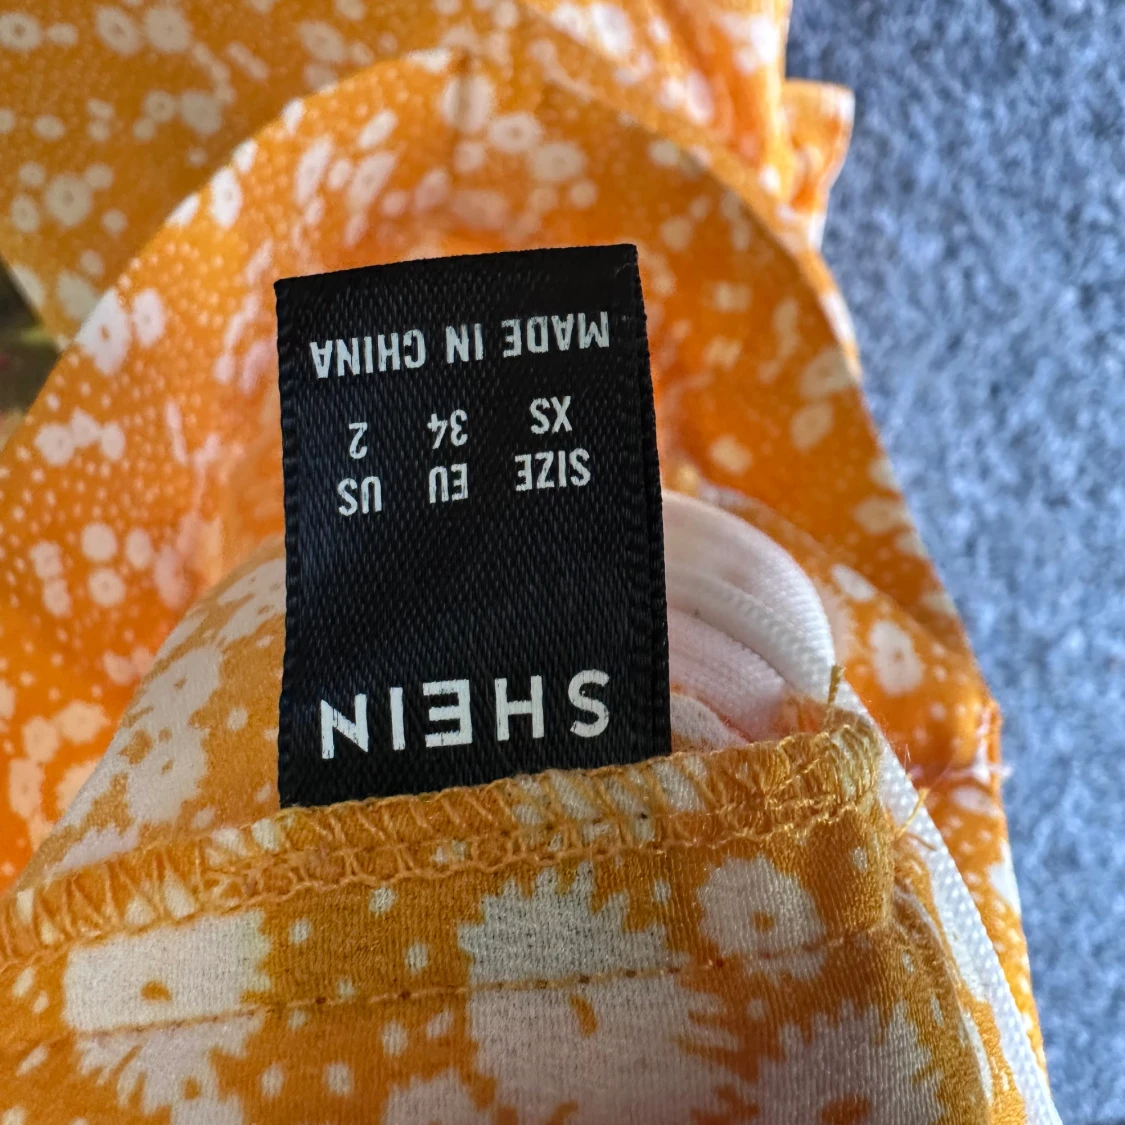 SHEIN
SIZE EU US
XS 34 2
MADE IN CHINA